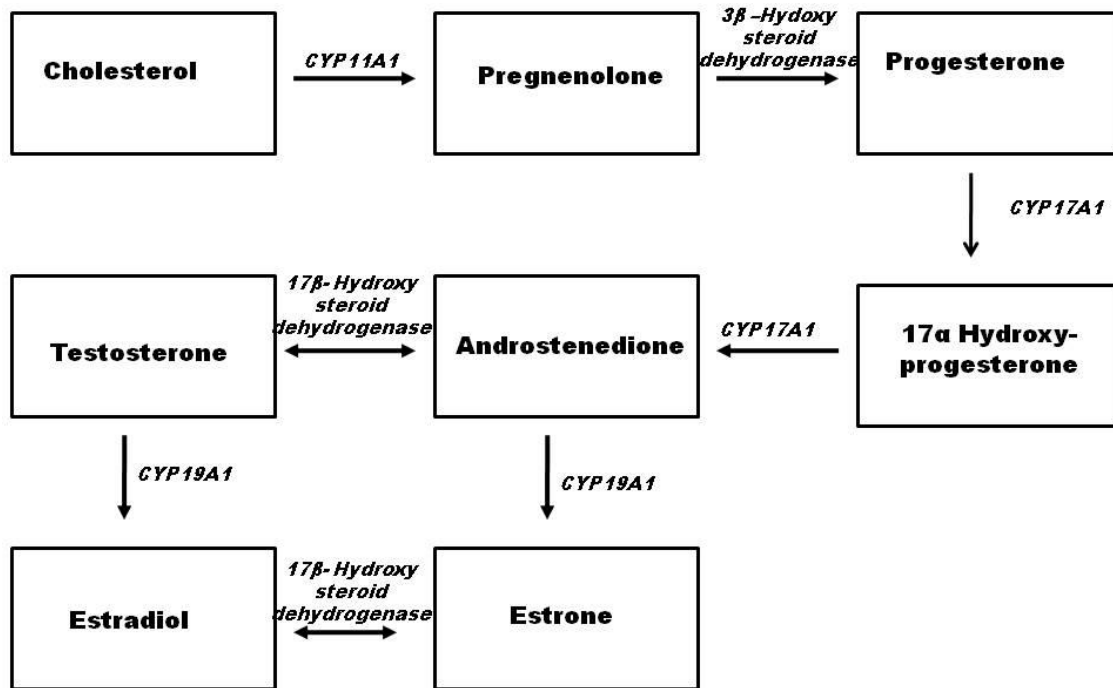 Cholesterol
CYP11A1
Pregnenolone
3β –Hydoxy
steroid
dehydrogenase
Progesterone
CYP17A1
17α Hydroxy-
progesterone
CYP17A1
Androstenedione
17β- Hydroxy
steroid
dehydrogenase
Testosterone
CYP19A1
CYP19A1
Estradiol
17β- Hydroxy
steroid
dehydrogenase
Estrone